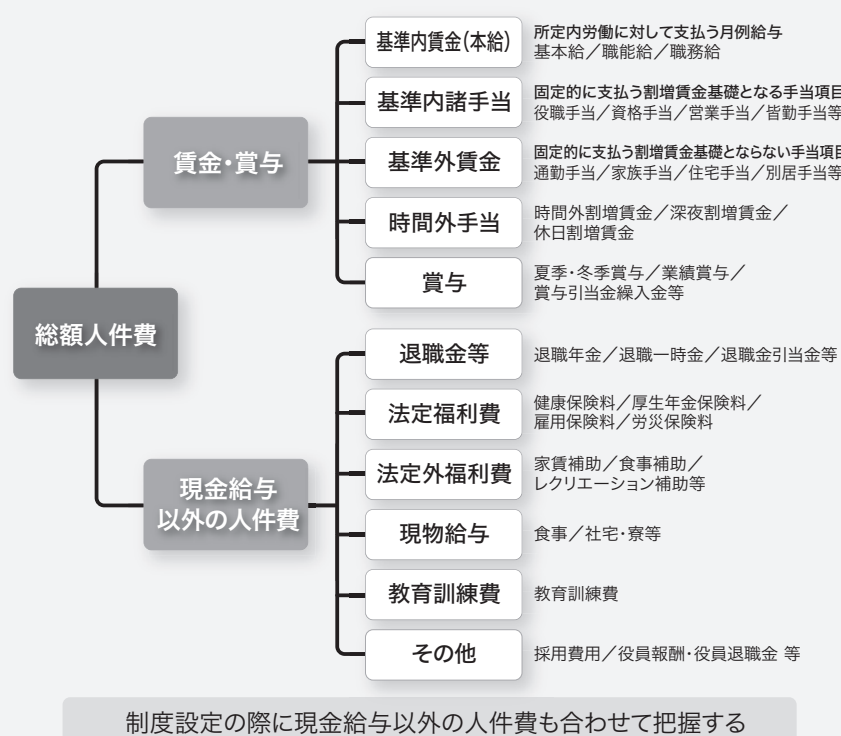 総額人件費
賃金・賞与
基準内賃金(本給)
所定内労働に対して支払う月例給与
基本給／職能給／職務給
基準内諸手当
固定的に支払う割増賃金基礎となる手当項目
役職手当／資格手当／営業手当／皆勤手当等
基準外賃金
固定的に支払う割増賃金基礎とならない手当項目
通勤手当／家族手当／住宅手当／別居手当等
時間外手当
時間外割増賃金／深夜割増賃金／
休日割増賃金
賞与
夏季・冬季賞与／業績賞与／
賞与引当金繰入金等
現金給与
以外の人件費
退職金等
退職年金／退職一時金／退職金引当金等
法定福利費
健康保険料／厚生年金保険料／
雇用保険料／労災保険料
法定外福利費
家賃補助／食事補助／
レクリエーション補助等
現物給与
食事／社宅・寮等
教育訓練費
教育訓練費
その他
採用費用／役員報酬・役員退職金 等
制度設定の際に現金給与以外の人件費も合わせて把握する